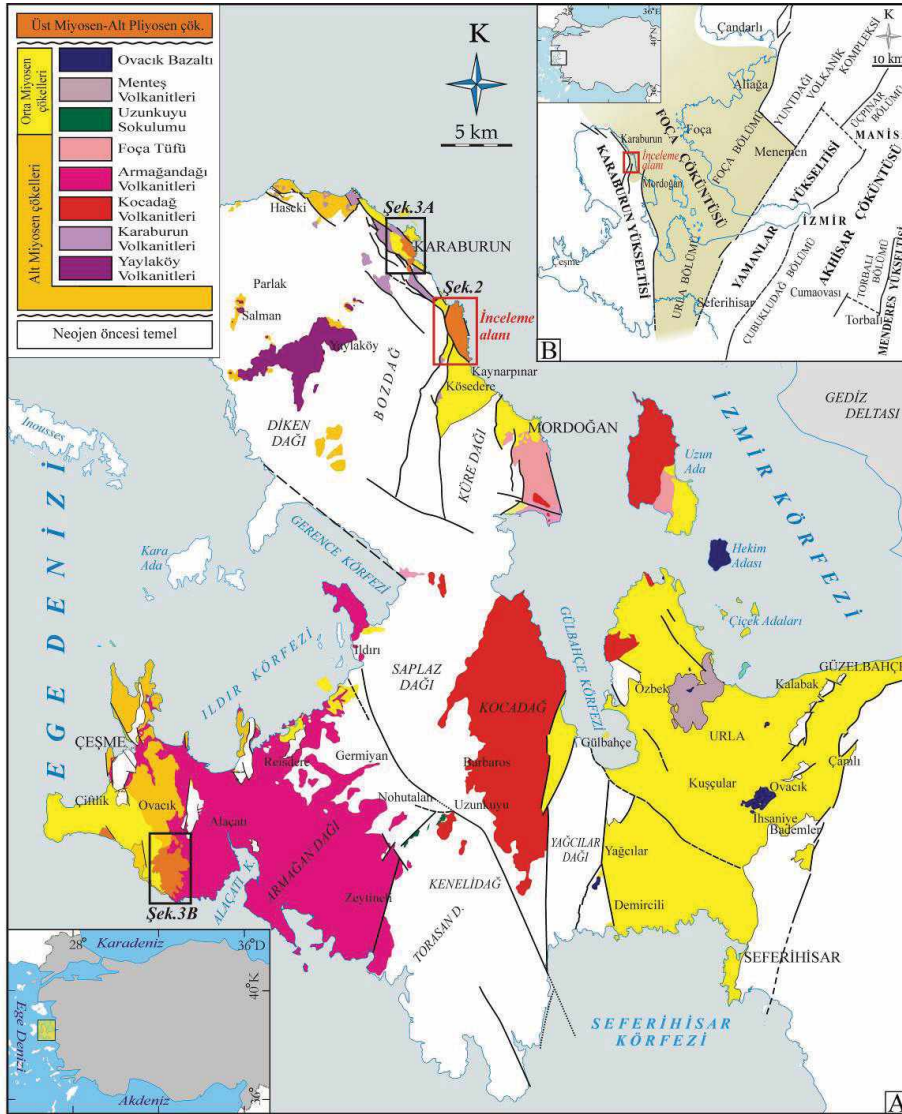 Üst Miyosen-Alt Pliyosen çök.
Orta Miyosen
çökelleri
Alt Miyosen çökelleri
Ovacık Bazaltı
Menteş
Volkanitleri
Uzunkuyu
Sokulumu
Foça Tüfü
Armağandağı
Volkanitleri
Kocadağ
Volkanitleri
Karaburun
Volkanitleri
Yaylaköy
Volkanitleri
Neojen öncesi temel
K
5 km
28°
36°E
40°N
K
10 km
Çandarlı
Aliağa
YUNTDAĞI
VOLKANİK
KOMPLEKSİ
ÜÇPINAR BÖLÜMÜ
MANİSA
Foça
FOÇA ÇÖKÜNTÜSÜ
FOÇA BÖLÜMÜ
Menemen
Karaburun
İnceleme
alanı
Mordoğan
KARABURUN YÜKSELTİSİ
YAMANLAR YÜKSELTİSİ
İZMİR
AKHİSAR ÇÖKÜNTÜSÜ
Çeşme
URLA BÖLÜMÜ
Seferihisar
ÇUBUKLUDAĞ BÖLÜMÜ
Cumaovası
TORBALI
BÖLÜMÜ
Torbalı
MENDERES YÜKSELTİSİ
B
Haseki
Şek.3A
KARABURUN
Parlak
Salman
Şek.2
İnceleme
alanı
Yaylaköy
BOZDAĞ
Kaynarpınar
Kösedere
DİKEN
DAĞI
KÜRE DAĞI
MORDOĞAN
Inousses
GEDİZ
DELTASI
Uzun
Ada
İZMİR KÖRFEZİ
EGE DENİZİ
Kara
Ada
GERENCE KÖRFEZİ
Hekim
Adası
Çiçek Adaları
ILDIR KÖRFEZİ
Ildırı
SAPLAZ
DAĞI
GÜLBAHÇE KÖRFEZİ
KOCADAĞ
Özbek
Kalabak
GÜZELBAHÇE
URLA
ÇEŞME
Germiyan
Reisdere
Barbaros
Gülbahçe
Çamlı
Kuşçular
Çiftlik
Ovacık
Nohutalan
Uzunkuyu
Ovacık
İhsaniye
Bademler
Alaçatı
ARMAĞAN DAĞI
YAĞCILAR
DAĞI
Yağcılar
Şek.3B
ALAÇATI K.
Zeytineli
KENELİDAĞ
Demircili
TORASAN D.
SEFERİHİSAR
SEFERİHİSAR
KÖRFEZİ
28°
36°D
Karadeniz
40°K
Ege Denizi
Akdeniz
36°
A